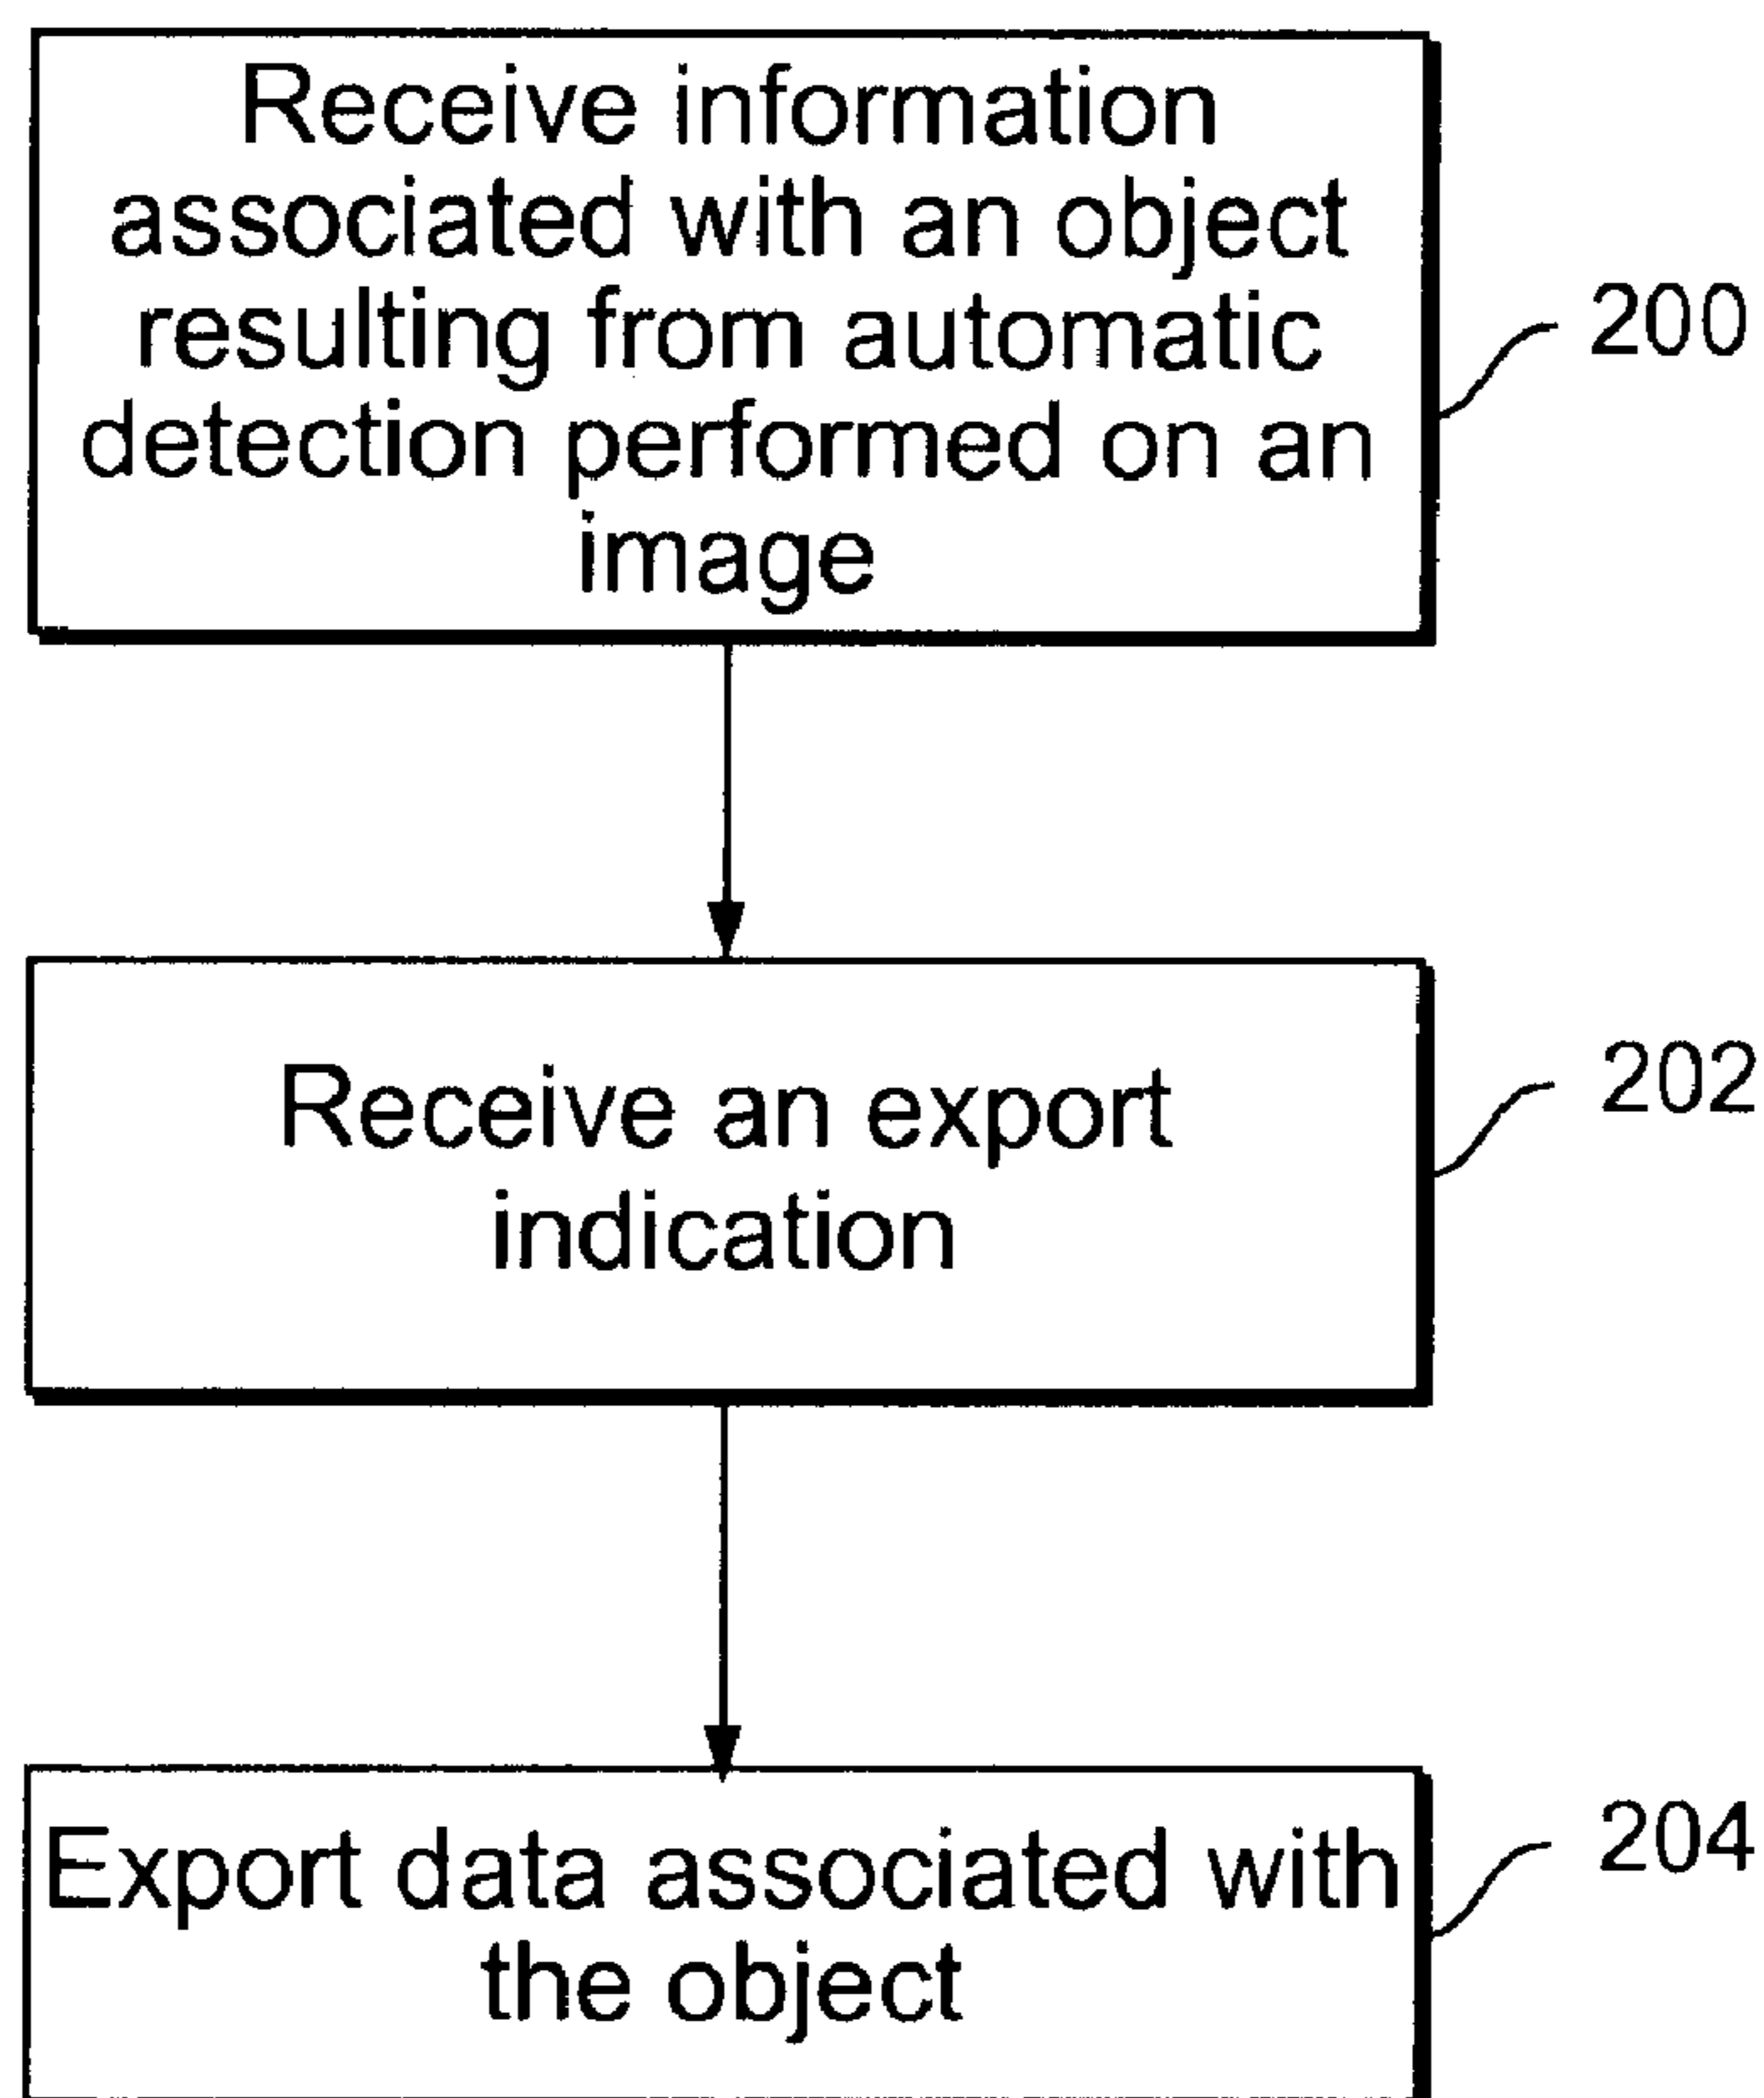 Receive information
associated with an object
resulting from automatic
detection performed on an
image
200
Receive an export
indication
202
Export data associated with
the object
204